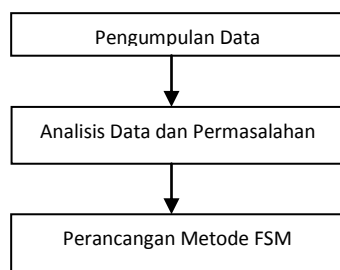 Pengumpulan Data
Analisis Data dan Permasalahan
Perancangan Metode FSM